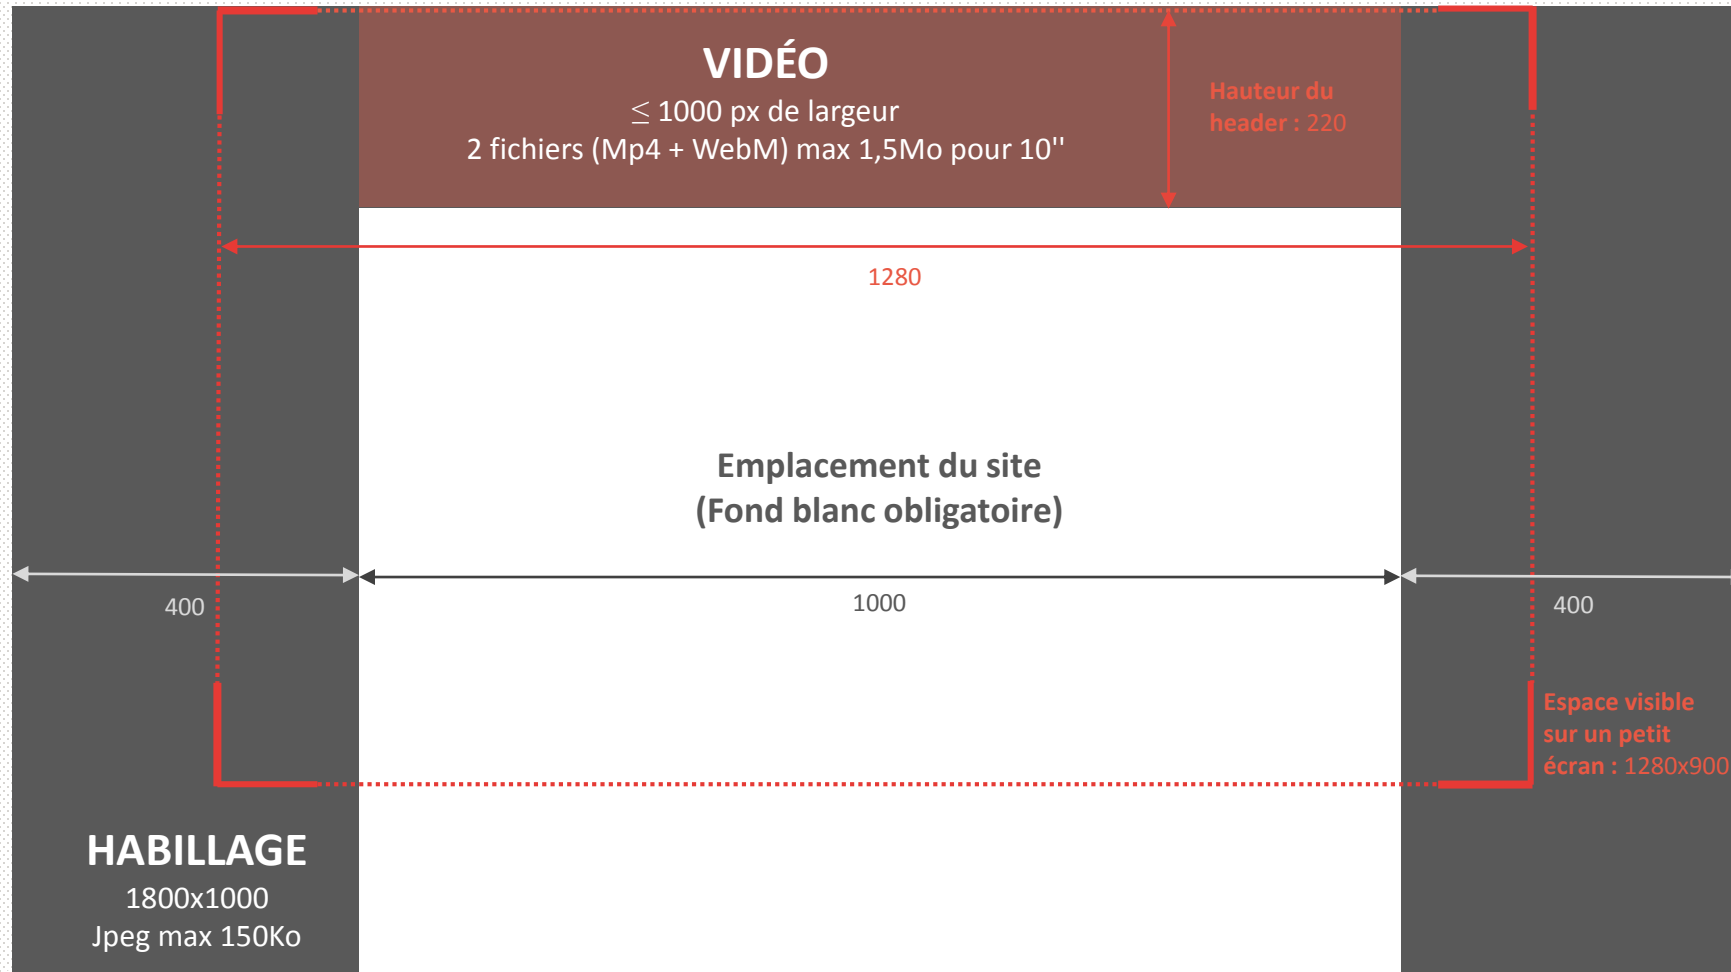 VIDÉO
≤ 1000 px de largeur
2 fichiers (Mp4 + WebM) max 1,5Mo pour 10''
Hauteur du
header : 220
1280
Emplacement du site
(Fond blanc obligatoire)
400
1000
400
Espace visible
sur un petit
écran : 1280x900
HABILLAGE
1800x1000
Jpeg max 150Ko